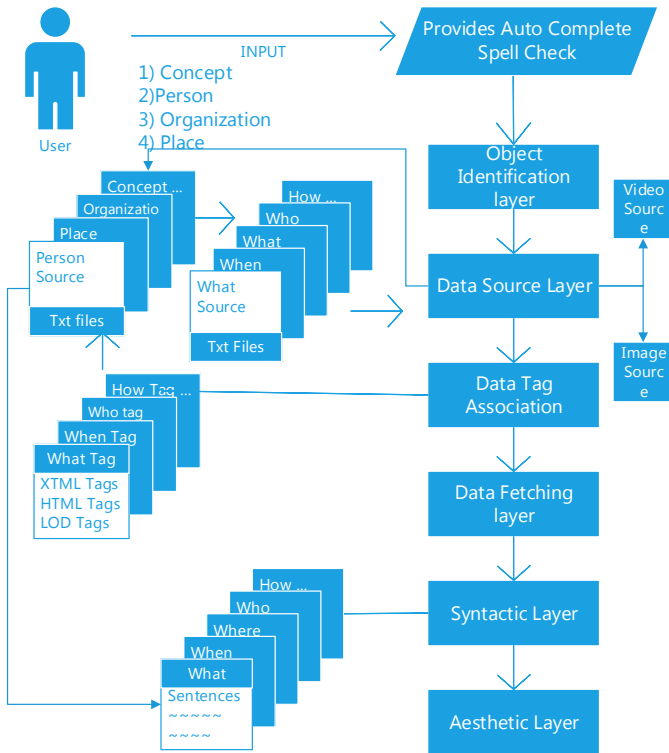 Provides Auto Complete
Spell Check
INPUT
1) Concept
2)Person
3) Organization
4) Place
User
Object
Identification
layer
Video
Sourc
e
Concept ...
Organizatio
Place
Person
Source
Txt files
How ...
Who
What
When
What
Source
Txt Files
Data Source Layer
Image
Sourc
e
Data Tag
Association
How Tag ...
Who tag
When Tag
What Tag
XTML Tags
HTML Tags
LOD Tags
Data Fetching
layer
How ...
Who
Where
When
What
Sentences
~~~~~
~~~~
Syntactic Layer
Aesthetic Layer